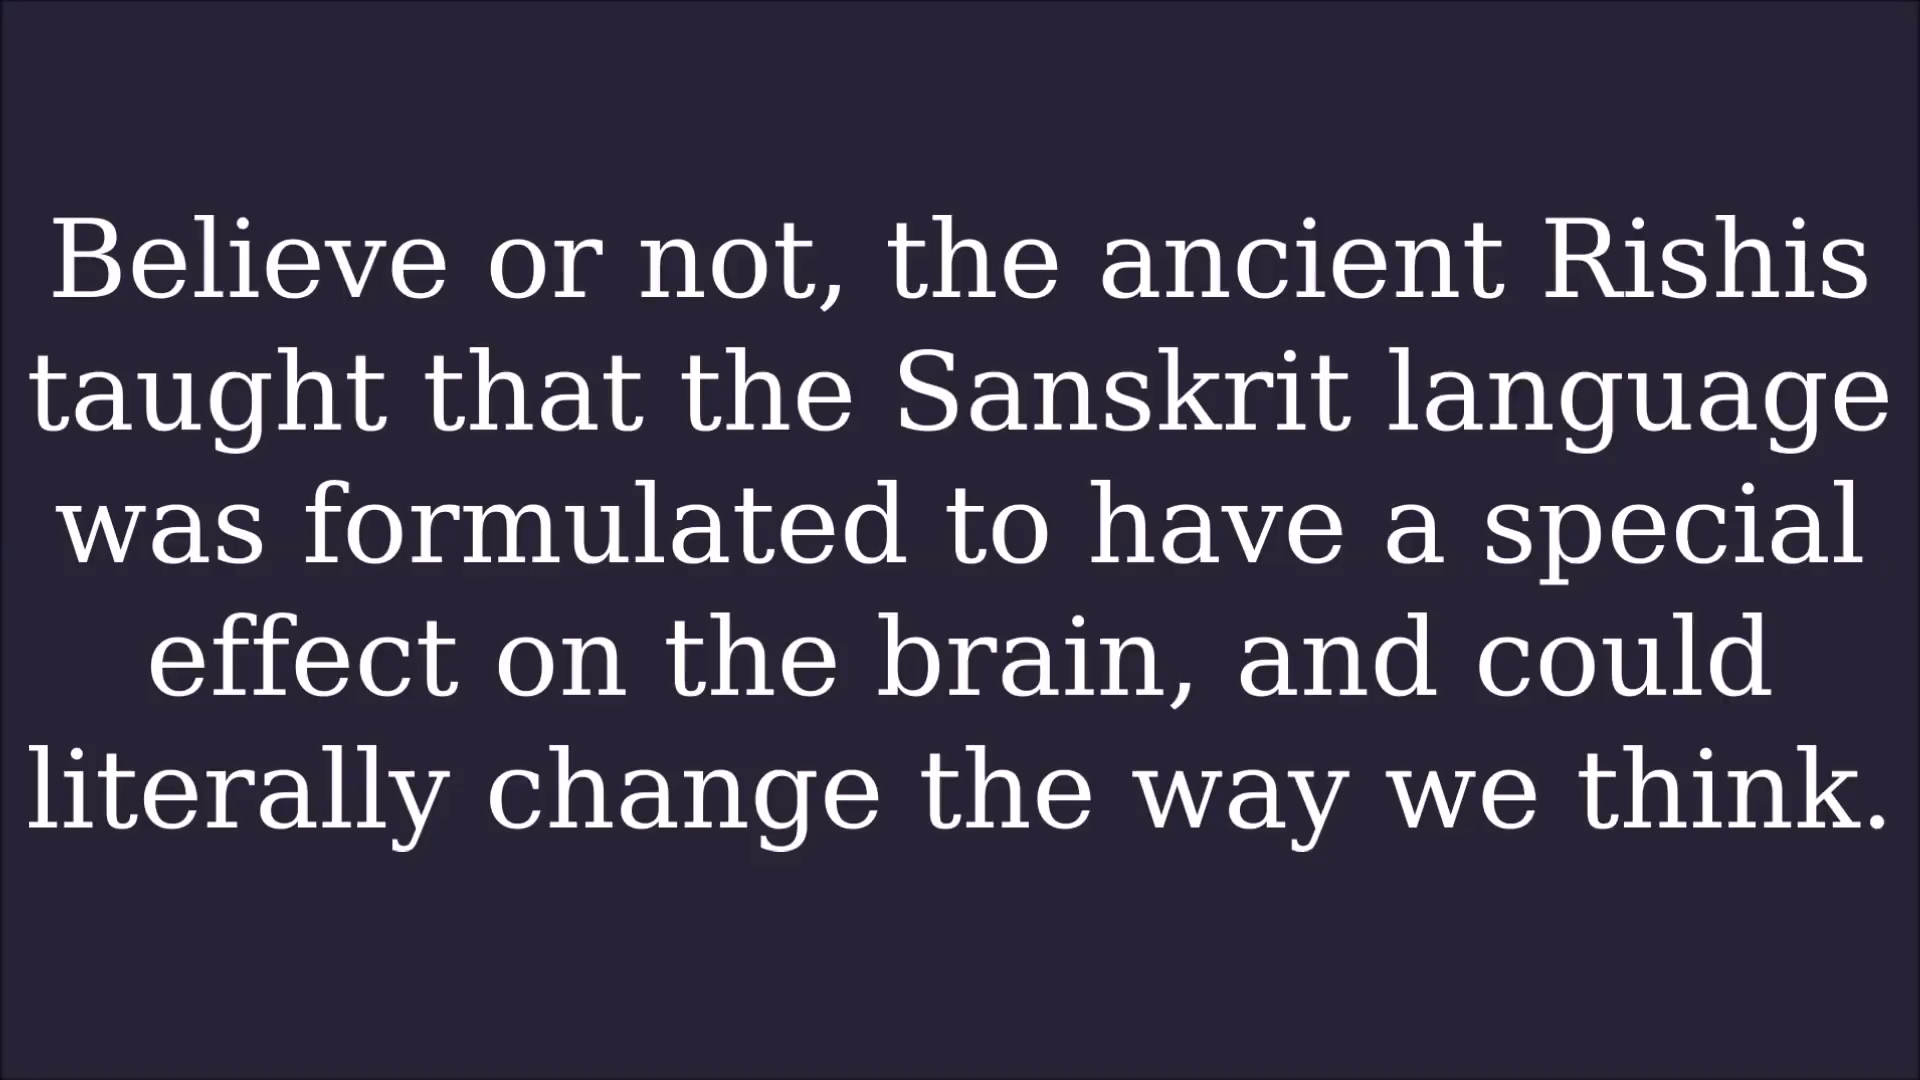 Believe or not, the ancient Rishis
taught that the Sanskrit language
was formulated to have a special
effect on the brain, and could
literally change the way we think.